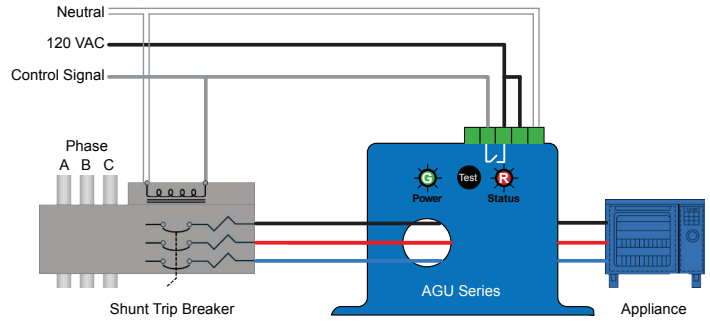 Neutral
120 VAC
Control Signal
Phase
A B C
G Test R
Power Status
AGU Series
Shunt Trip Breaker
Appliance